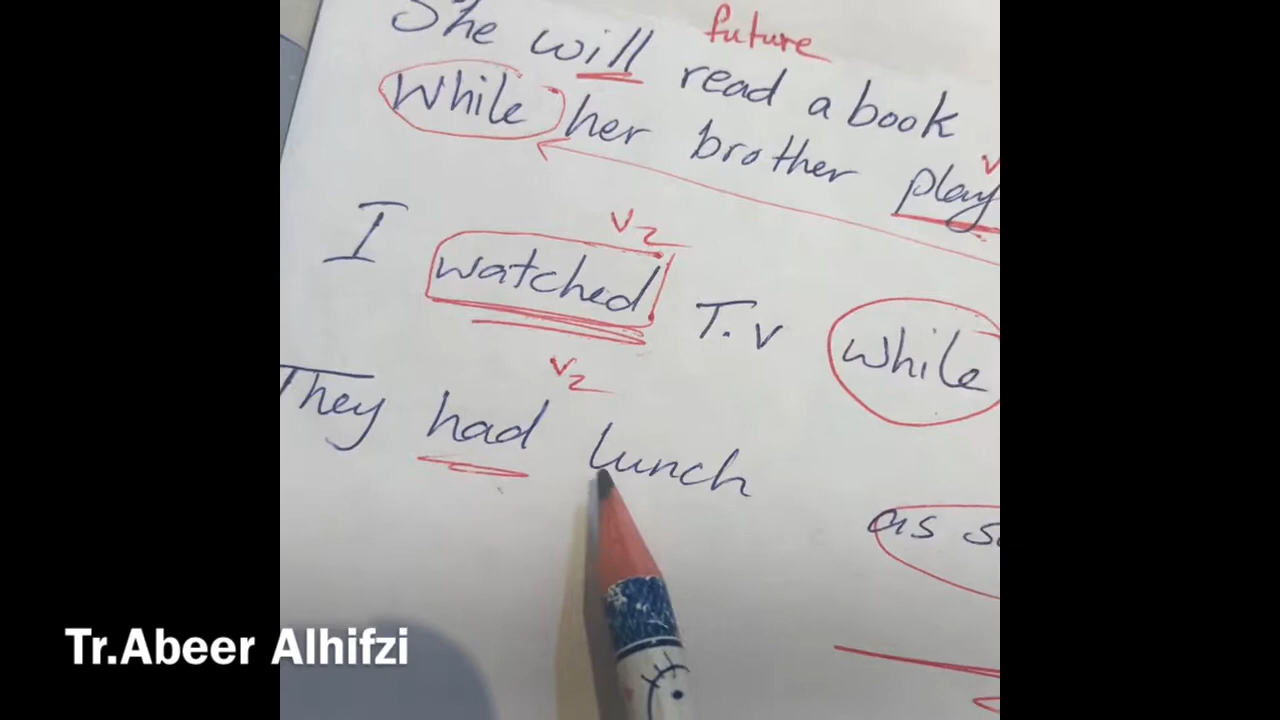 future
She will read a book
While her brother play
V2
I watched T.v while
V2
They had lunch
as s
Tr.Abeer Alhifzi